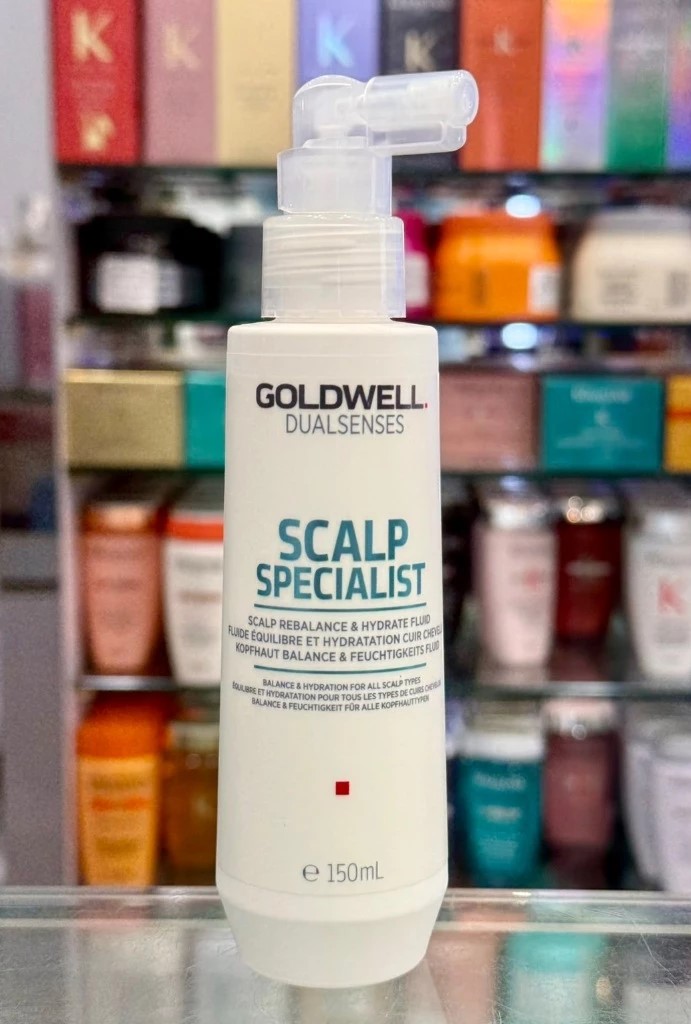 K
K
K
K
K
GOLDWELL.
DUALSENSES
SCALP
SPECIALIST
SCALP REBALANCE & HYDRATE FLUID
FLUIDE ÉQUILIBRE ET HYDRATATION CUIR
KOPFHAUT BALANCE & FEUCHTIGKEITS FLUID
BALANCE & HYDRATION FOR ALL SCALP TYPES
ÉQUILIBRE ET HYDRATATION POUR TOUS LES TYPES DE CUIRS
BALANCE & FEUCHTIGKEIT FÜR ALLE KOPFHAUTTYPEN
℮ 150mL